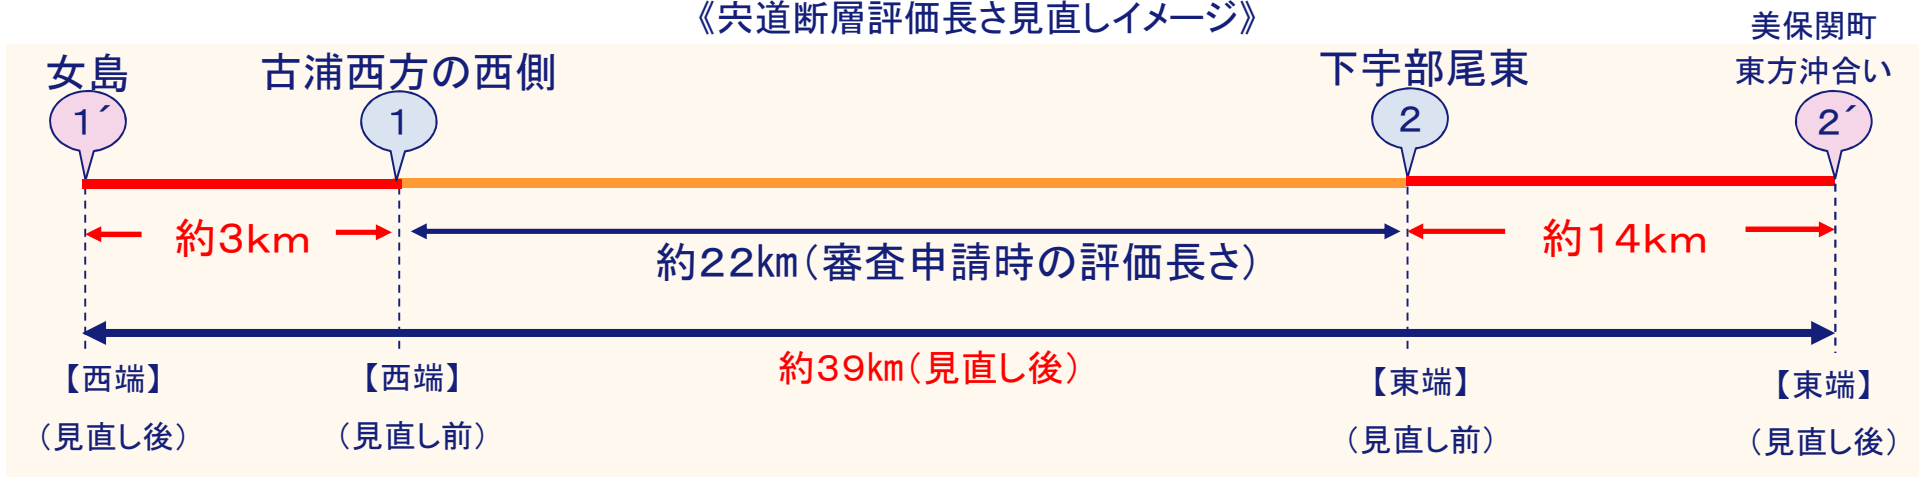 《宍道断層評価長さ見直しイメージ》
美保関町
東方沖合い
女島
古浦西方の西側
下宇部尾東
1´
1
2
2´
約3km
約22km(審査申請時の評価長さ)
約14km
約39km(見直し後)
【西端】
(見直し後)
【西端】
(見直し前)
【東端】
(見直し前)
【東端】
(見直し後)